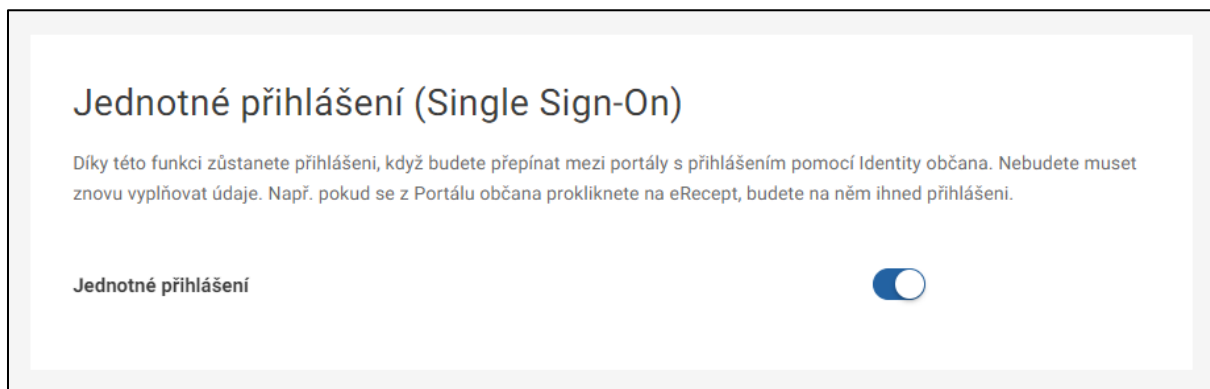 Jednotné přihlášení (Single Sign-On)
Díky této funkci zůstanete přihlášeni, když budete přepínat mezi portály s přihlášením pomocí Identity občana. Nebudete muset
znovu vyplňovat údaje. Např. pokud se z Portálu občana prokliknete na eRecept, budete na něm ihned přihlášeni.
Jednotné přihlášení